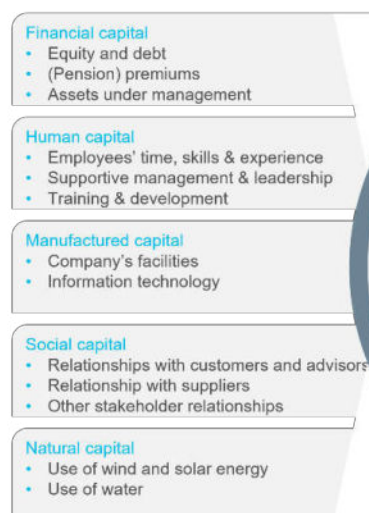 Financial capital
• Equity and debt
• (Pension) premiums
• Assets under management
Human capital
• Employees' time, skills & experience
• Supportive management & leadership
• Training & development
Manufactured capital
• Company's facilities
• Information technology
Social capital
• Relationships with customers and advisors
• Relationship with suppliers
• Other stakeholder relationships
Natural capital
• Use of wind and solar energy
• Use of water